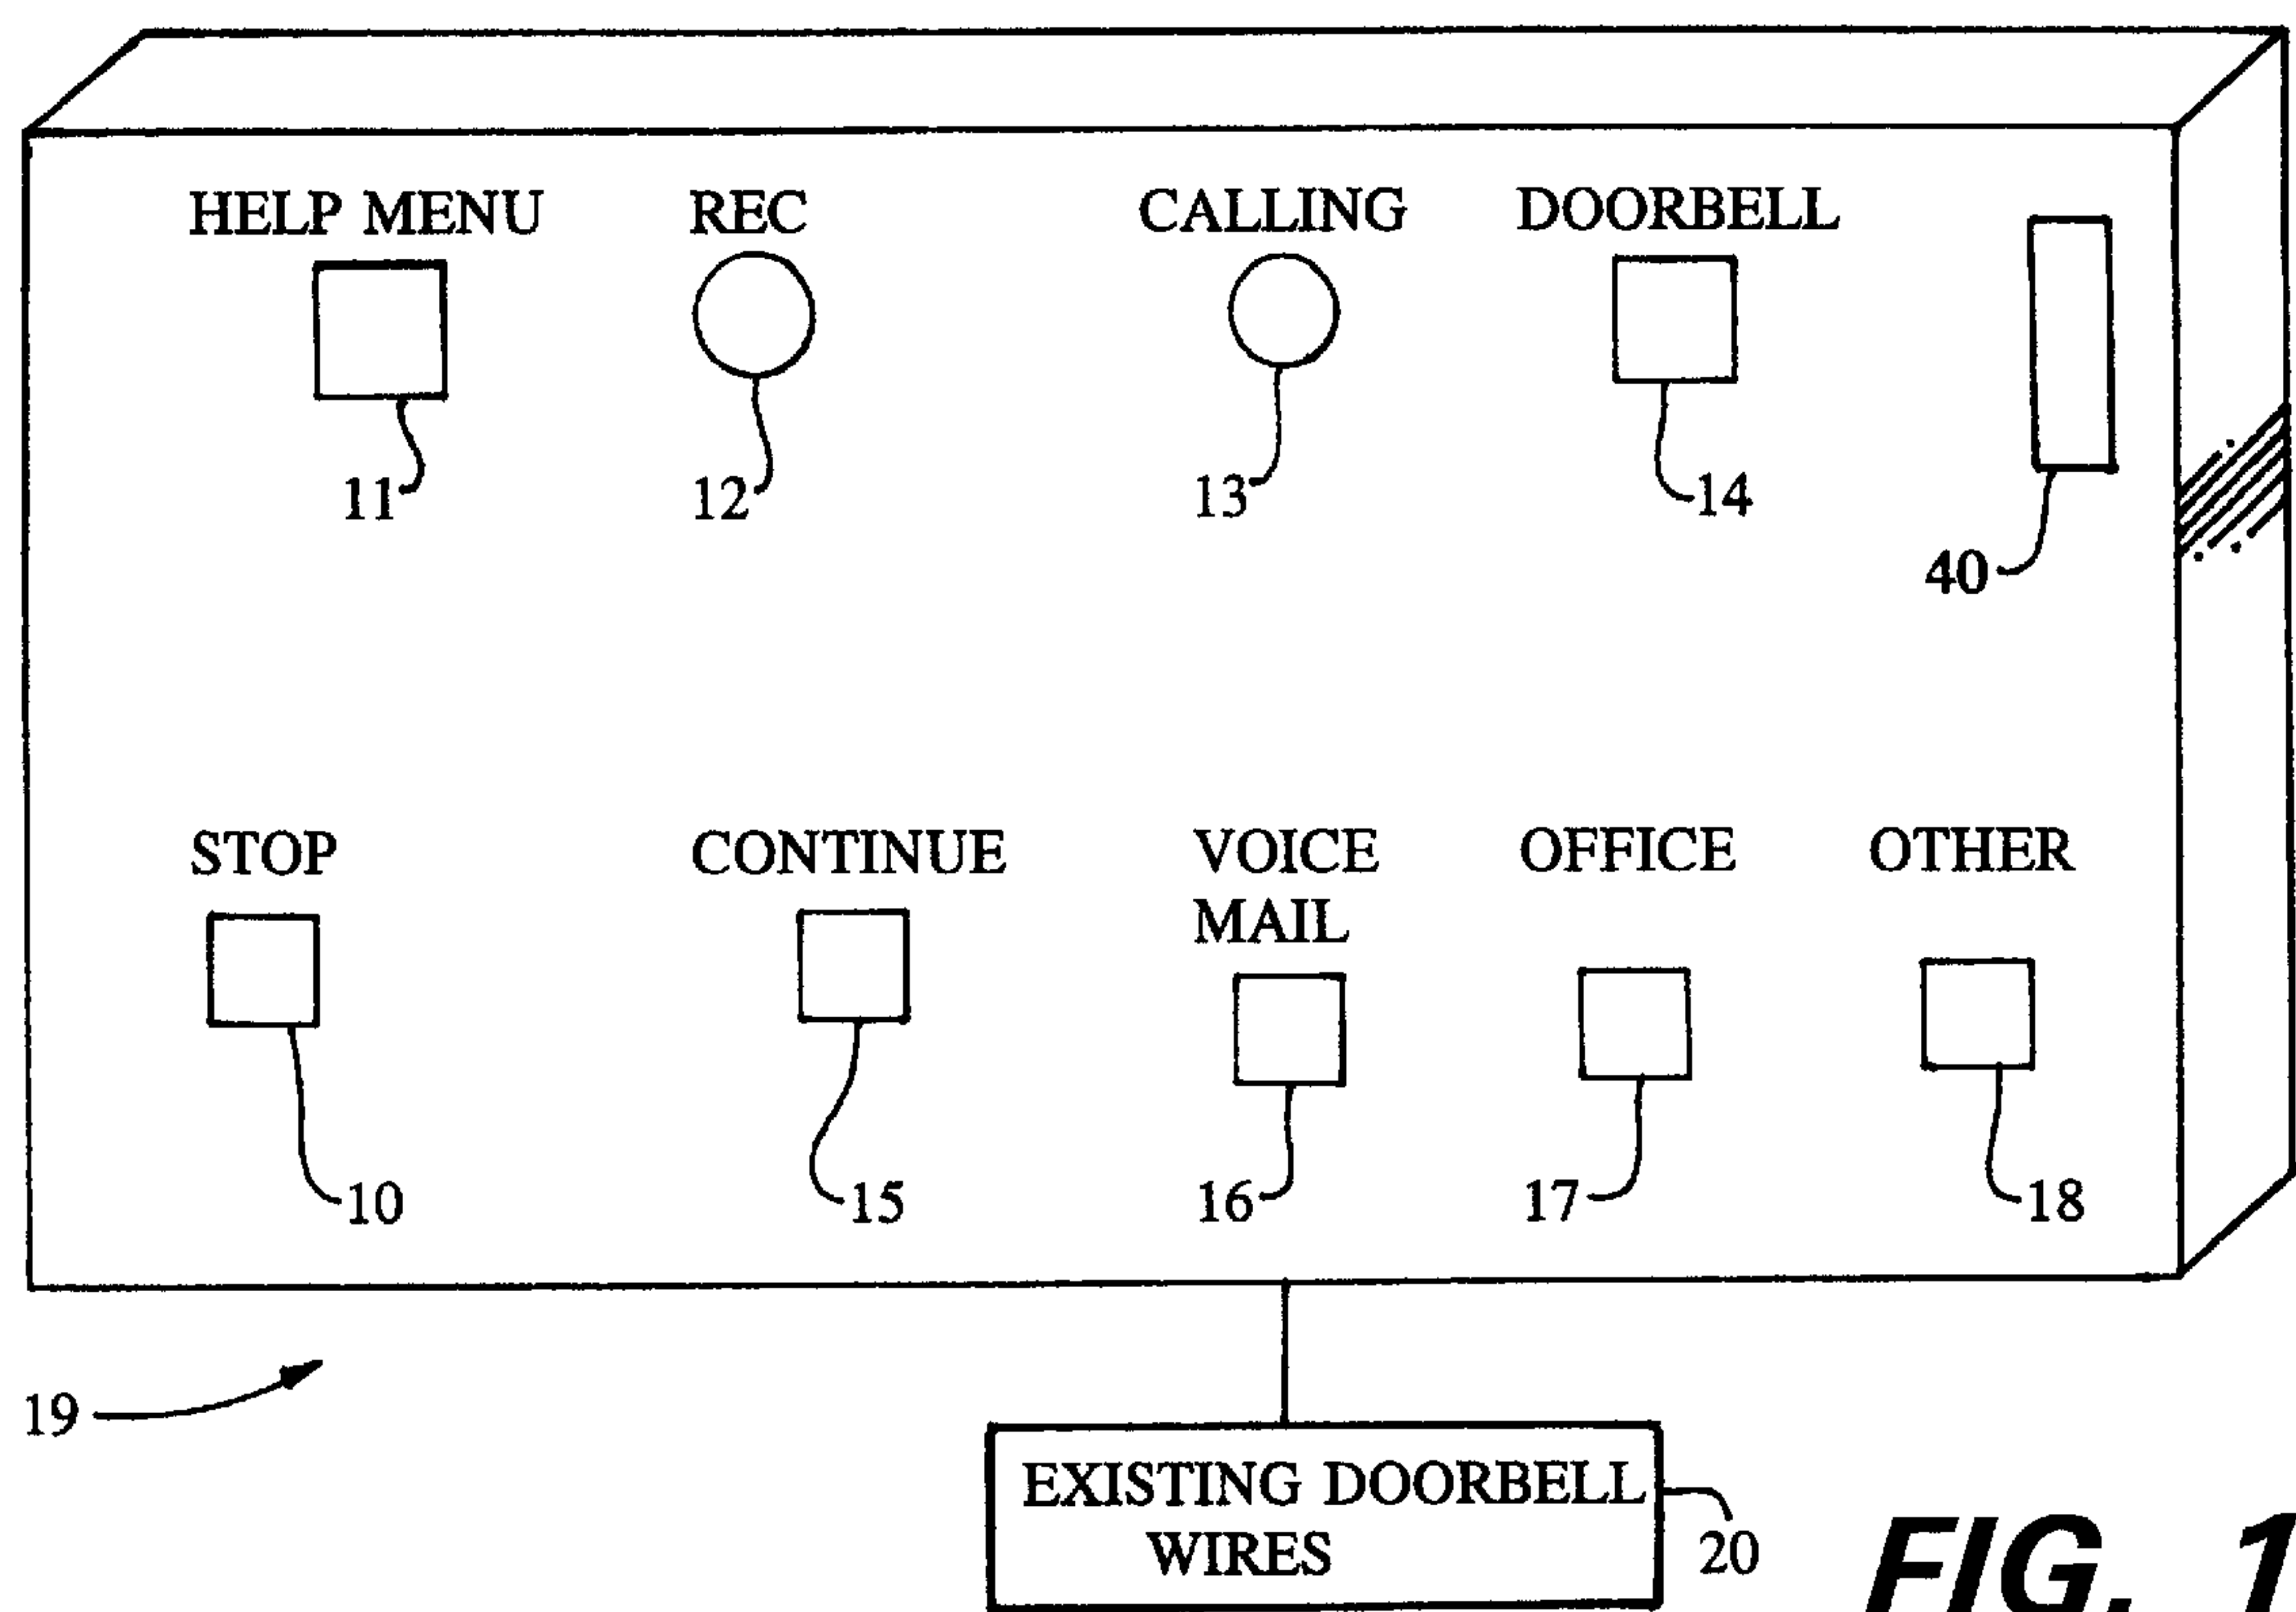 HELP MENU REC CALLING DOORBELL
11 12 13 14
40
STOP CONTINUE VOICE MAIL OFFICE OTHER
10 15 16 17 18
19
EXISTING DOORBELL
WIRES
20
FIG. 1